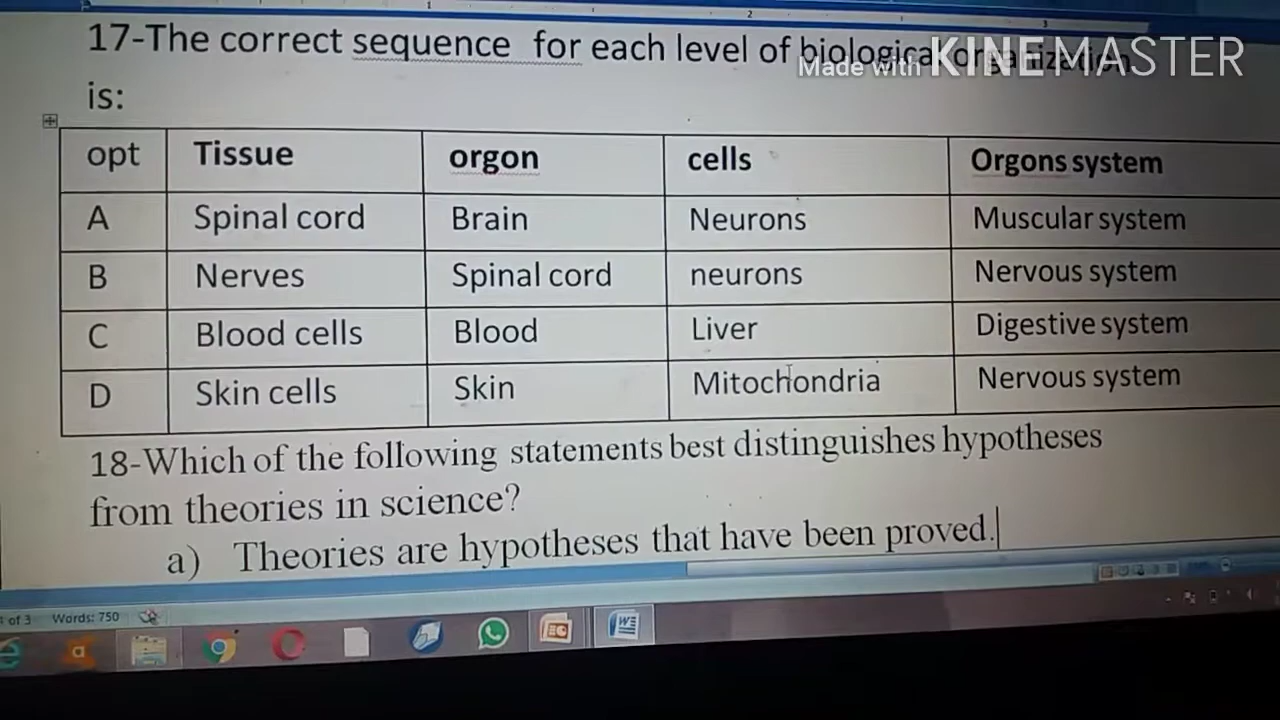 17-The correct sequence for each level of biological organization
is:
Made with KINEMASTER
opt Tissue orgon cells Orgons system
A Spinal cord Brain Neurons Muscular system
B Nerves Spinal cord neurons Nervous system
C Blood cells Blood Liver Digestive system
D Skin cells Skin Mitochondria Nervous system
18-Which of the following statements best distinguishes hypotheses
from theories in science?
a) Theories are hypotheses that have been proved.
of 3 Words: 750